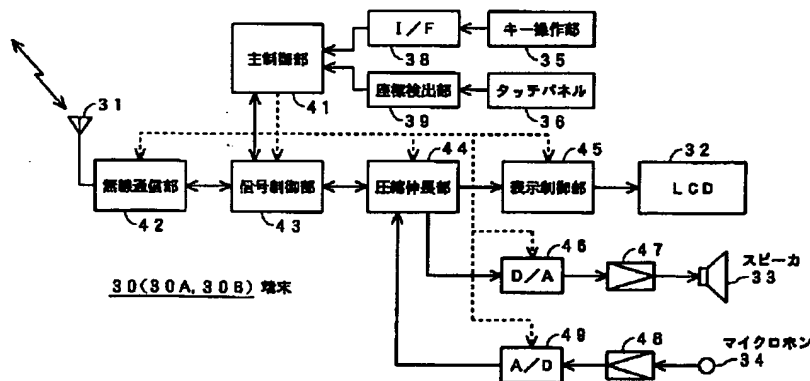 I/F
キー操作部
主制御部
38
35
31
座標検出部
タッチパネル
41
39
36
44
45
32
無線通信部
信号制御部
圧縮伸長部
表示制御部
LCD
42
43
46
47
スピーカ
D/A
33
30(30A,30B) 端末
49
48
マイクロホン
A/D
34